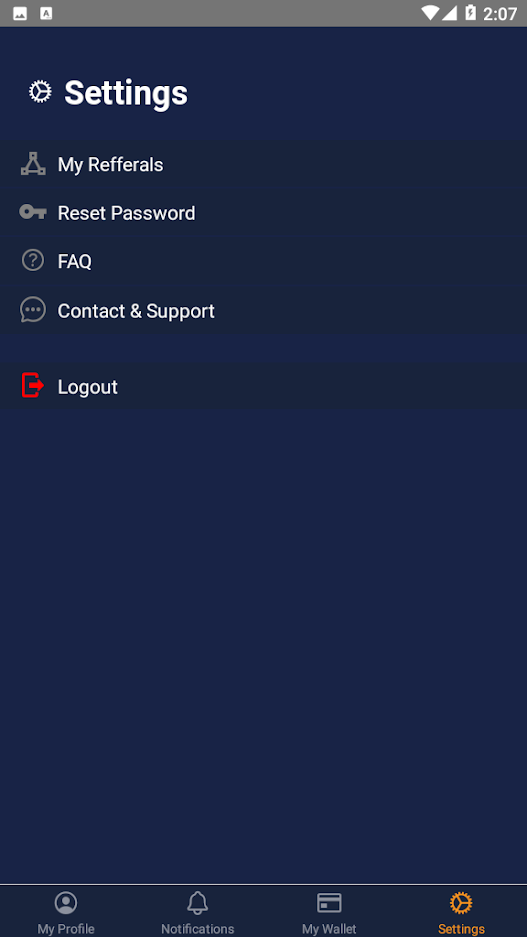 2:07
Settings
My Refferals
Reset Password
FAQ
Contact & Support
Logout
My Profile
Notifications
My Wallet
Settings